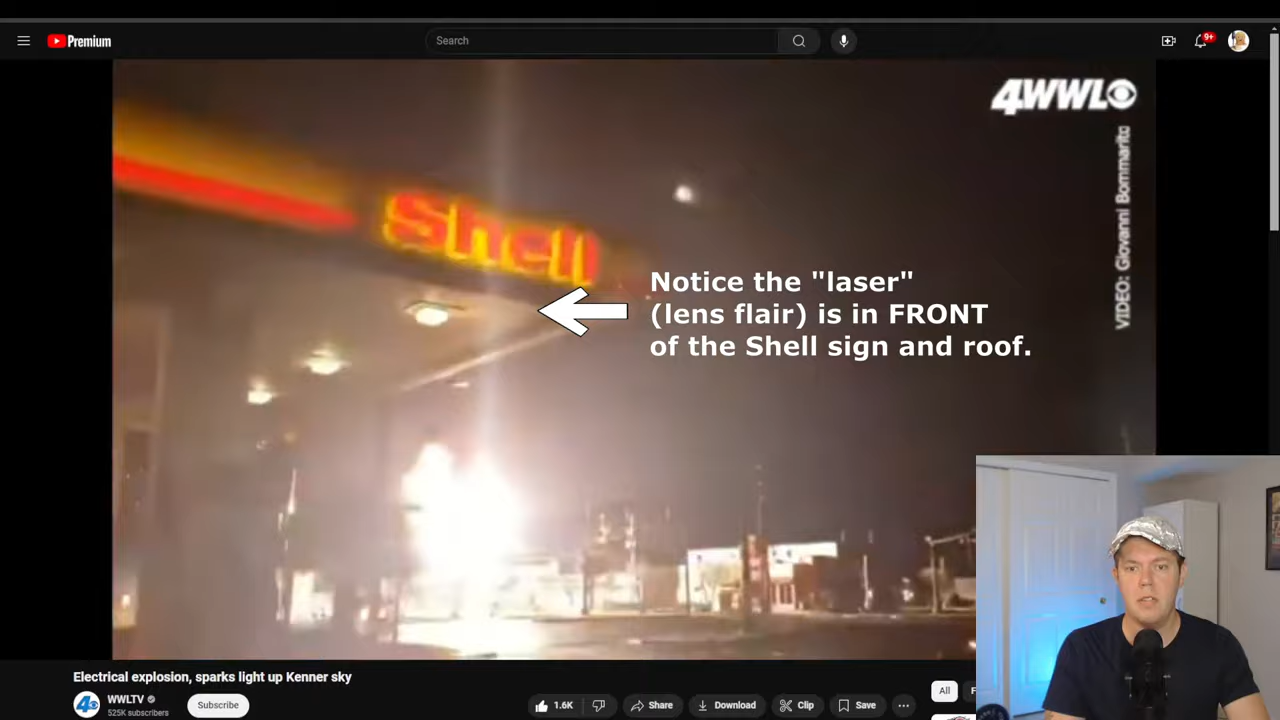 Premium
Search
9+
4WWL
Shell
VIDEO: Giovanni Bommarito
Notice the "laser"
(lens flair) is in FRONT
of the Shell sign and roof.
Electrical explosion, sparks light up Kenner sky
WWLTV
525K subscribers
Subscribe
1.6K
Share
Download
Clip
Save
All